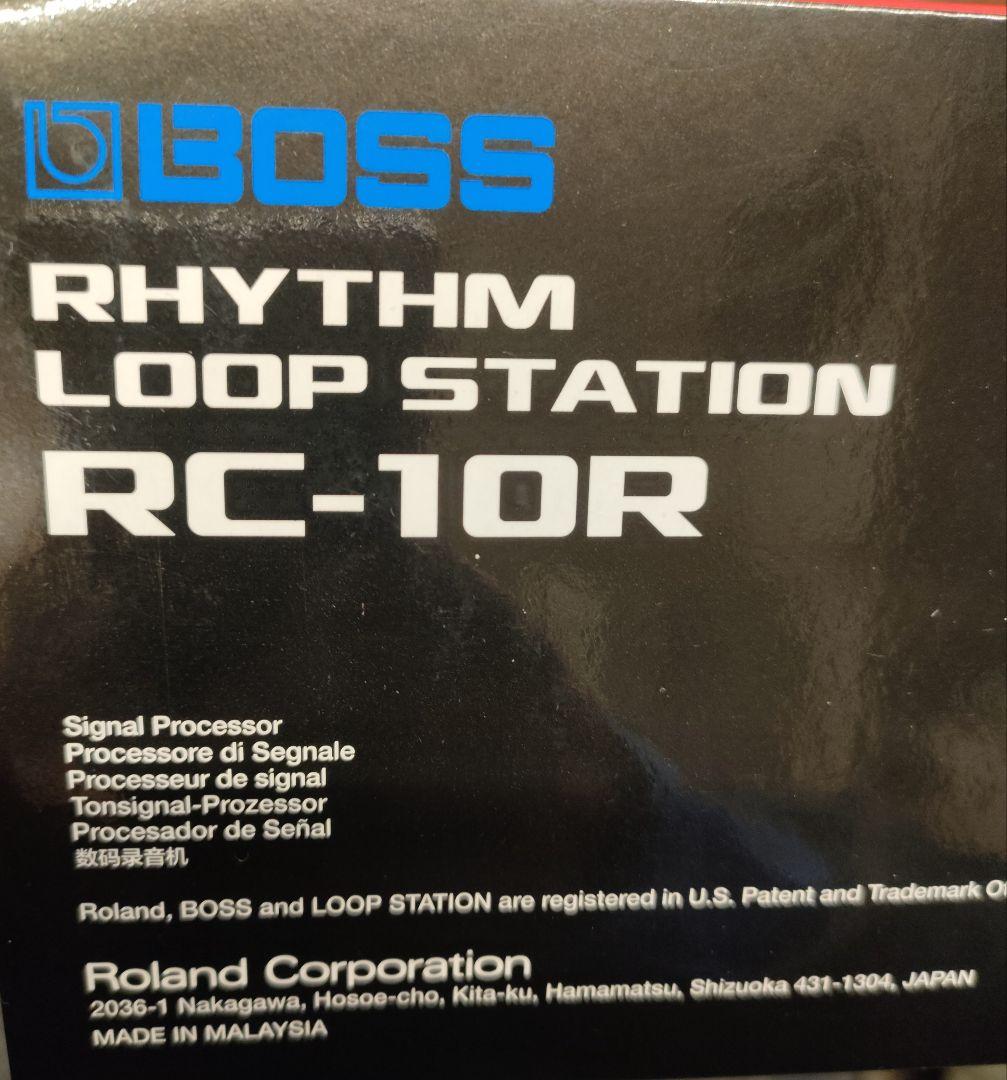 BOSS
RHYTHM
LOOP STATION
RC-10R
Signal Processor
Processore di Segnale
Processeur de signal
Tonsignal-Prozessor
Procesador de Señal
数码录音机
Roland, BOSS and LOOP STATION are registered in U.S. Patent and Trademark
Roland Corporation
2036-1 Nakagawa, Hosoe-cho, Kita-ku, Hamamatsu, Shizuoka 431-1304, JAPAN
MADE IN MALAYSIA